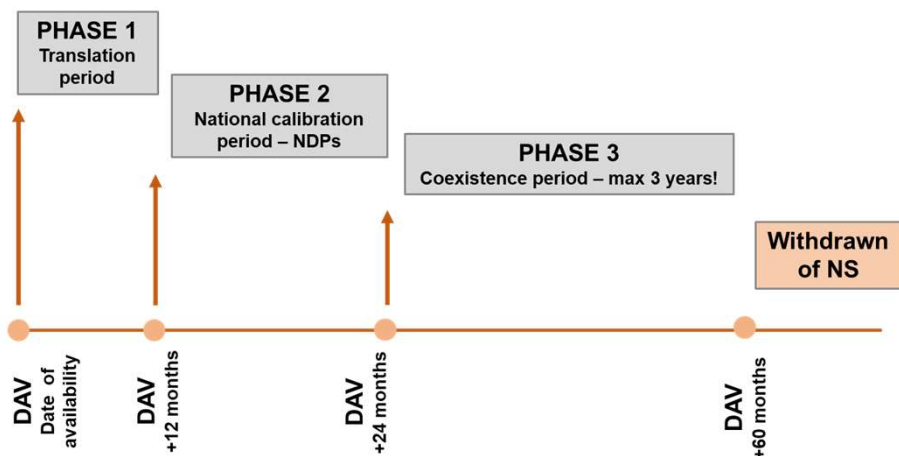 PHASE 1
Translation
period
PHASE 2
National calibration
period – NDPs
PHASE 3
Coexistence period – max 3 years!
Withdrawn
of NS
DAV
Date of
availability
DAV
+12 months
DAV
+24 months
DAV
+60 months